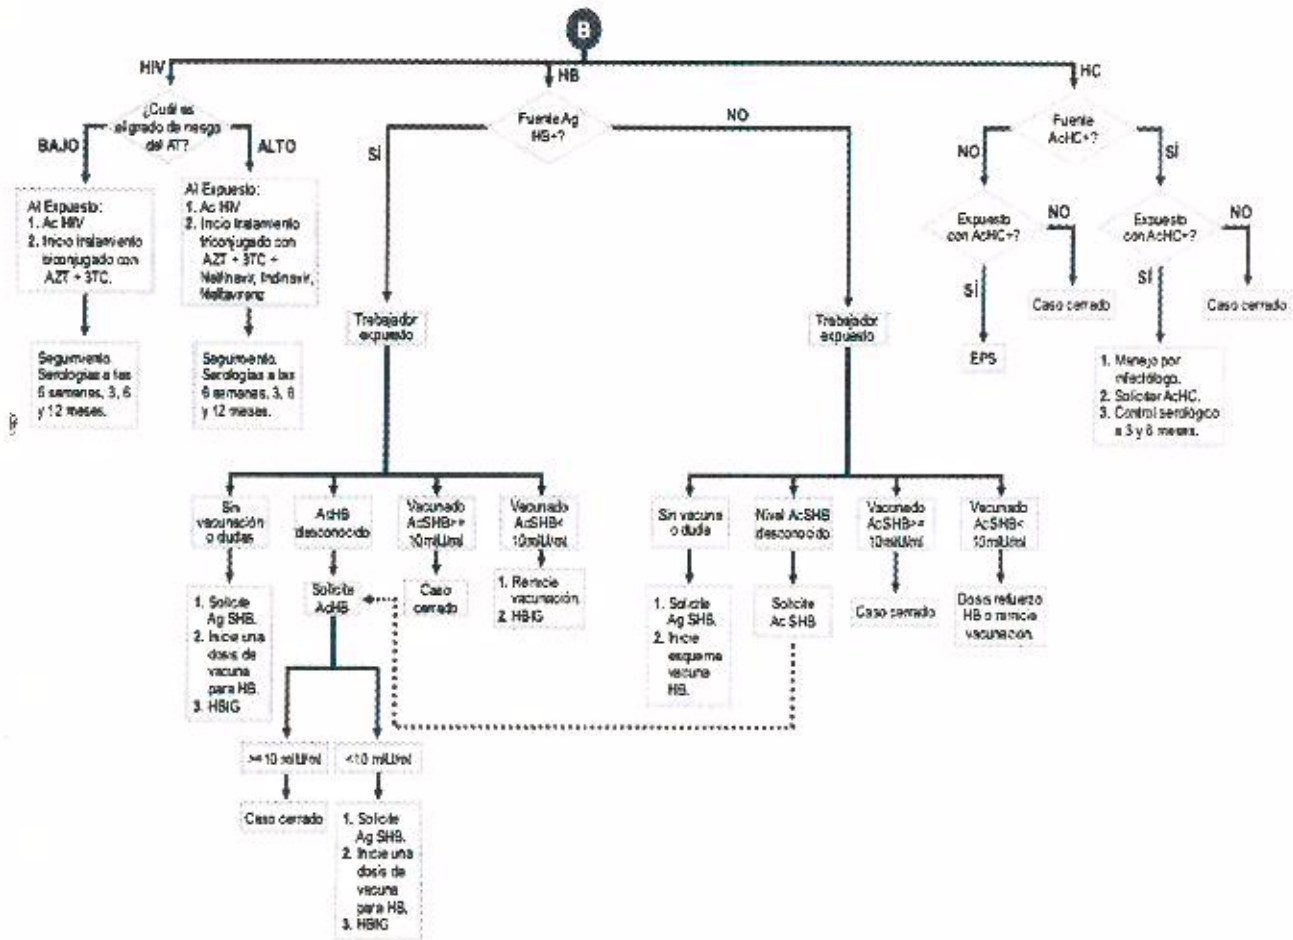 B
HIV
HB
HC
¿Cuál es
el grado de riesgo
del AT?
BAJO
ALTO
Fuente Ag
HB+?
SÍ
NO
Fuente
AcHC+?
NO
SÍ
Al Expuesto:
1. Ac HIV
2. Inicio tratamiento
triconjugado con
AZT + 3TC.
Al Expuesto:
1. Ac HIV
2. Inicio tratamiento
triconjugado con
AZT + 3TC +
Nelfinavir, Indinavir,
Expuesto
con AcHC+?
NO
SÍ
Expuesto
con AcHC+?
NO
SÍ
Caso cerrado
Caso cerrado
Trabajador
expuesto
Trabajador
expuesto
Seguimiento.
Serologías a las
6 semanas, 3, 6
y 12 meses.
Seguimiento.
Serologías a las
6 semanas, 3, 6
y 12 meses.
EPS
1. Manejo por
infectólogo.
2. Solicitar AcHC.
3. Control serológico
a 3 y 6 meses.
Sin
vacunación
o dudas
AcHB
desconocido
Vacunado
AcSHB>=
10mlU/ml
Vacunado
AcSHB<
10mlU/ml
Sin vacuna
o duda
Nivel AcSHB
desconocido
Vacunado
AcSHB>=
10mlU/ml
Vacunado
AcSHB<
10mlU/ml
1. Solicite
Ag SHB.
2. Inicie una
dosis de
vacuna
para HB.
3. HBIG
Solicite
AcHB
Caso
cerrado
1. Reinicie
vacunación.
2. HBIG
1. Solicite
Ag SHB.
2. Inicie
esquema
vacuna
HB.
Solicite
Ac SHB
Caso cerrado
Dosis refuerzo
HB o reinicie
vacunación.
>=10 mlU/ml
<10 mlU/ml
Caso cerrado
1. Solicite
Ag SHB.
2. Inicie una
dosis de
vacuna
para HB.
3. HBIG